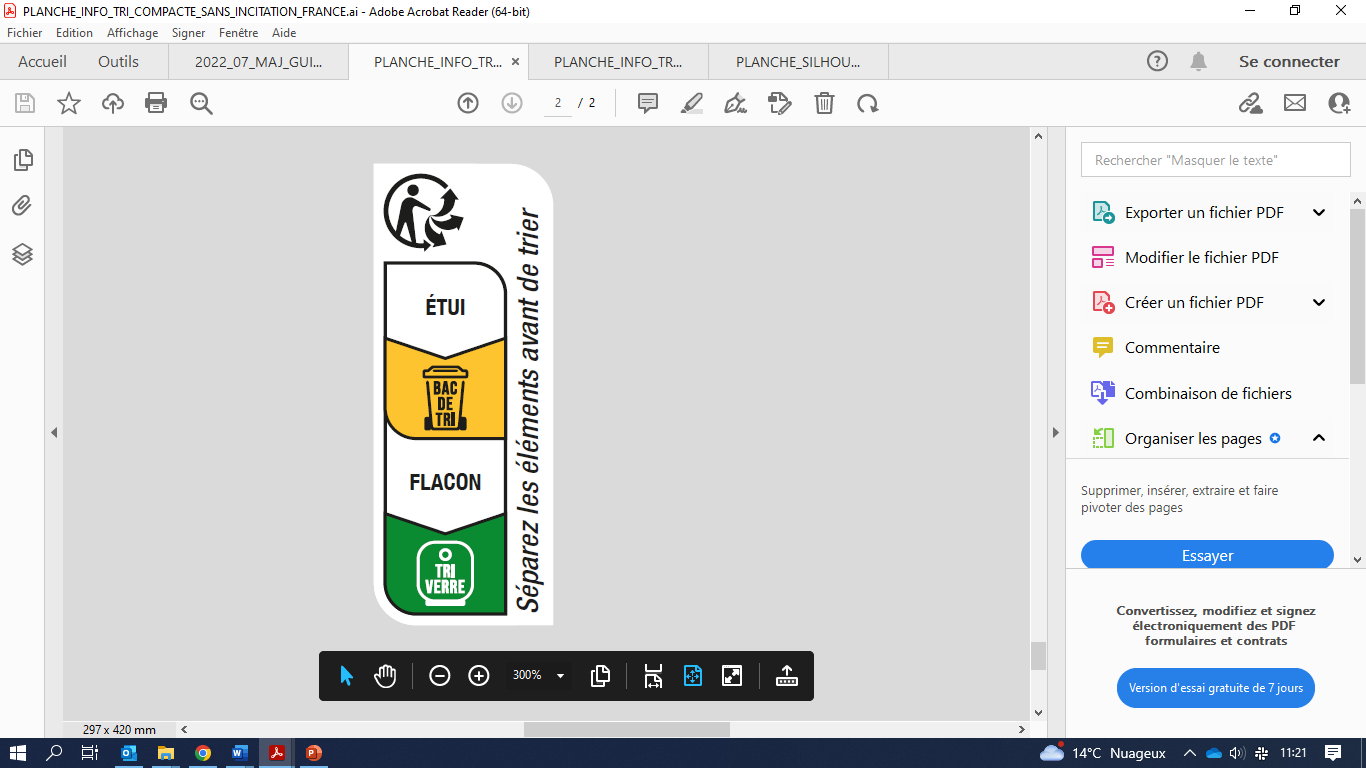 PLANCHE_INFO_TRI_COMPACTE_SANS_INCITATION_FRANCE.ai - Adobe Acrobat Reader (64-bit)
Fichier Edition Affichage Signer Fenêtre Aide
Accueil Outils 2022_07_MAJ_GUI... PLANCHE_INFO_TR... × PLANCHE_INFO_TR... PLANCHE_SILHOU... Se connecter
2 / 2
Rechercher "Masquer le texte"
Exporter un fichier PDF
Modifier le fichier PDF
Créer un fichier PDF
Commentaire
Combinaison de fichiers
Organiser les pages
Supprimer, insérer, extraire et faire
pivoter des pages
Essayer
Convertissez, modifiez et signez
électroniquement des PDF
formulaires et contrats
Version d'essai gratuite de 7 jours
ÉTUI
BAC
DE
TRI
FLACON
TRI
VERRE
Séparez les éléments avant de trier
300%
297 x 420 mm
14°C Nuageux 11:21